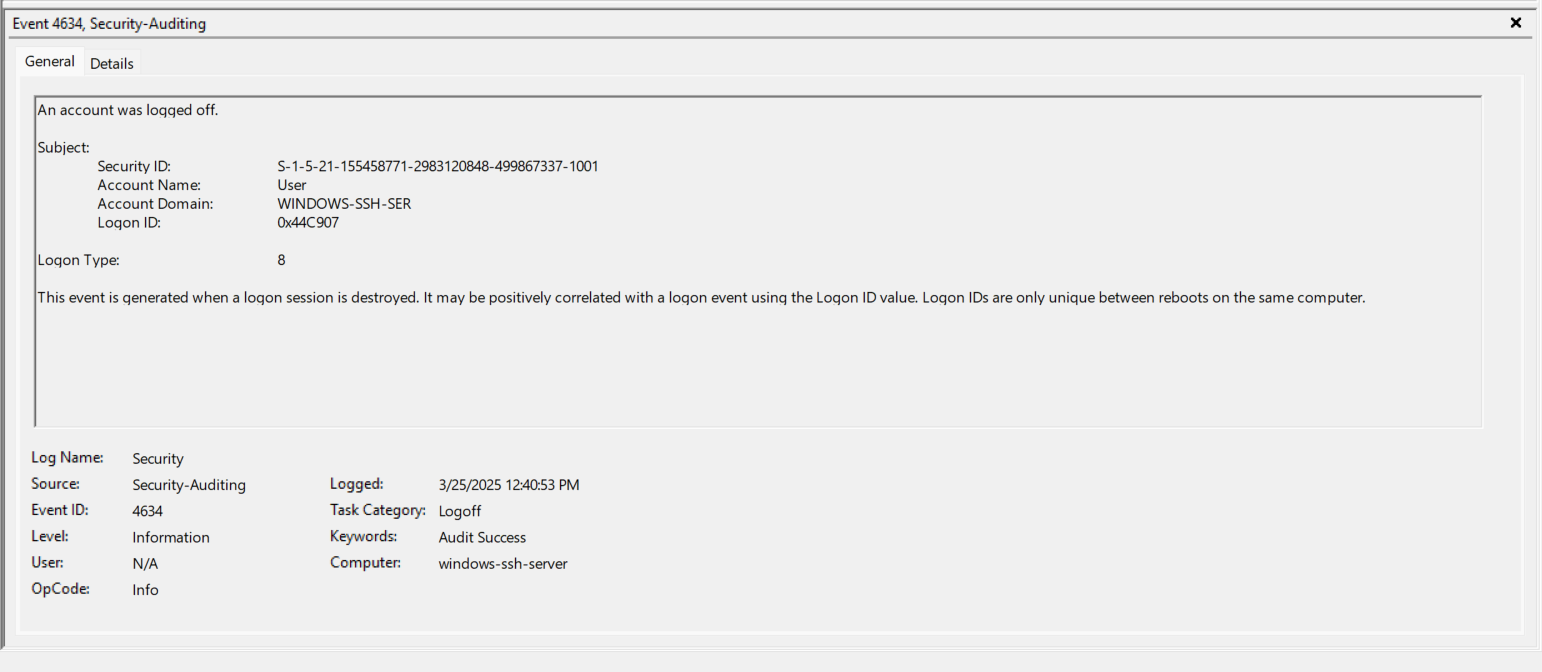 Event 4634, Security-Auditing
General Details
An account was logged off.
Subject:
Security ID: S-1-5-21-155458771-2983120848-499867337-1001
Account Name: User
Account Domain: WINDOWS-SSH-SER
Logon ID: 0x44C907
Logon Type: 8
This event is generated when a logon session is destroyed. It may be positively correlated with a logon event using the Logon ID value. Logon IDs are only unique between reboots on the same computer.
Log Name: Security
Source: Security-Auditing Logged: 3/25/2025 12:40:53 PM
Event ID: 4634 Task Category: Logoff
Level: Information Keywords: Audit Success
User: N/A Computer: windows-ssh-server
OpCode: Info